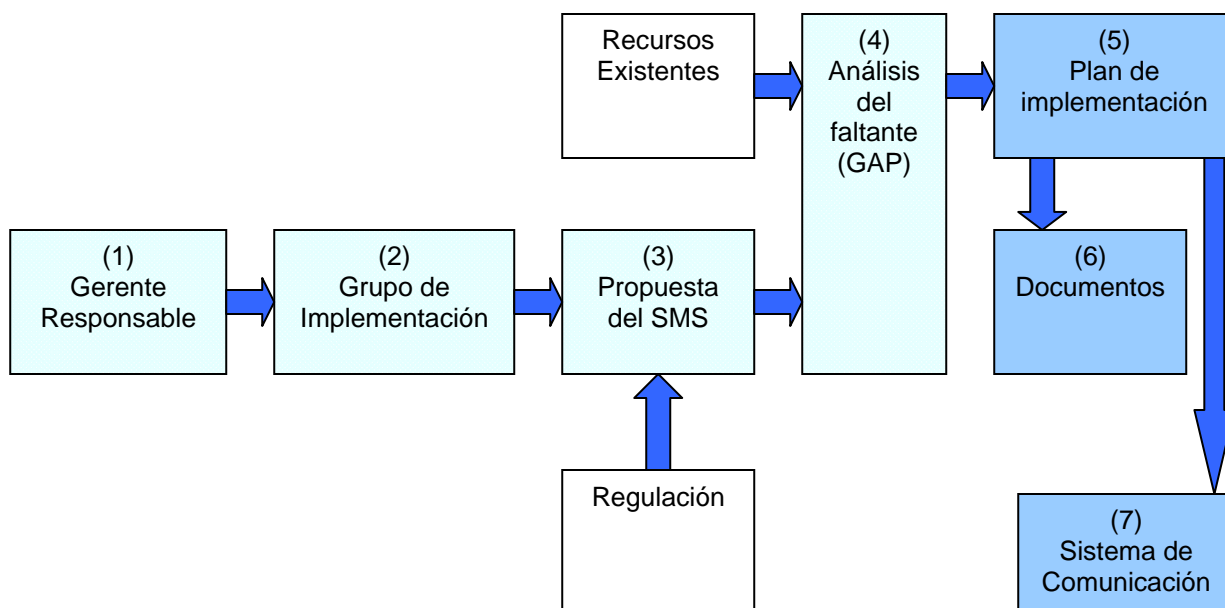 Recursos
Existentes
(4)
Análisis
del
faltante
(GAP)
(5)
Plan de
implementación
(1)
Gerente
Responsable
(2)
Grupo de
Implementación
(3)
Propuesta
del SMS
(6)
Documentos
Regulación
(7)
Sistema de
Comunicación